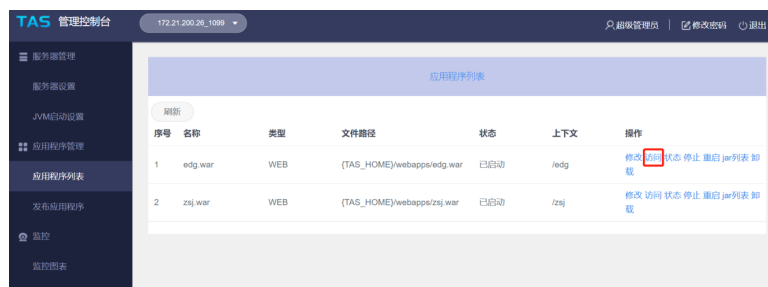 TAS 管理控制台
172.21.200.26_1099
超级管理员
修改密码
退出
服务器管理
服务器设置
JVM启动设置
应用程序管理
应用程序列表
发布应用程序
监控
监控图表
应用程序列表
刷新
序号 名称 类型 文件路径 状态 上下文 操作
1 edg.war WEB {TAS_HOME}/webapps/edg.war 已启动 /edg 修改 访问 状态 停止 重启 jar列表 卸
载
2 zsj.war WEB {TAS_HOME}/webapps/zsj.war 已启动 /zsj 修改 访问 状态 停止 重启 jar列表 卸
载